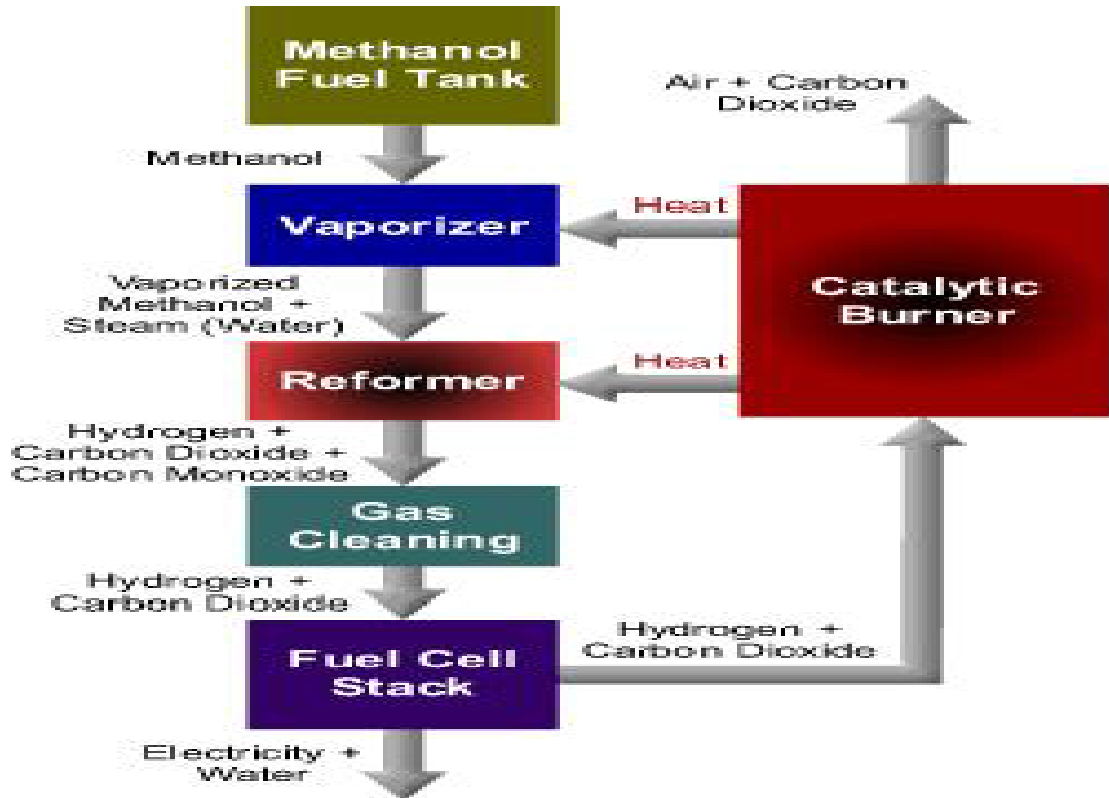 Methanol
Fuel Tank
Air + Carbon
Dioxide
Methanol
Vaporizer
Heat
Catalytic
Burner
Vaporized
Methanol +
Steam (Water)
Reformer
Heat
Hydrogen +
Carbon Dioxide +
Carbon Monoxide
Gas
Cleaning
Hydrogen +
Carbon Dioxide
Fuel Cell
Stack
Hydrogen +
Carbon Dioxide
Electricity +
Water